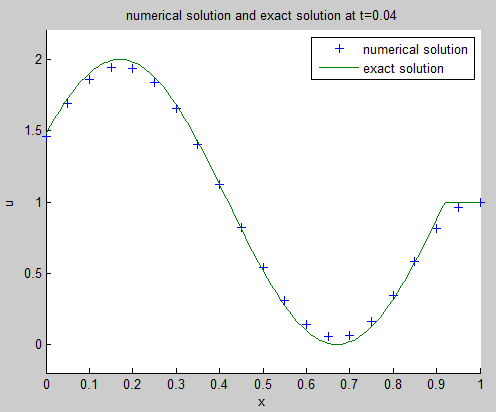 numerical solution and exact solution at t=0.04
numerical solution
exact solution
2
1.5
1
0.5
0
u
0 0.1 0.2 0.3 0.4 0.5 0.6 0.7 0.8 0.9 1
x